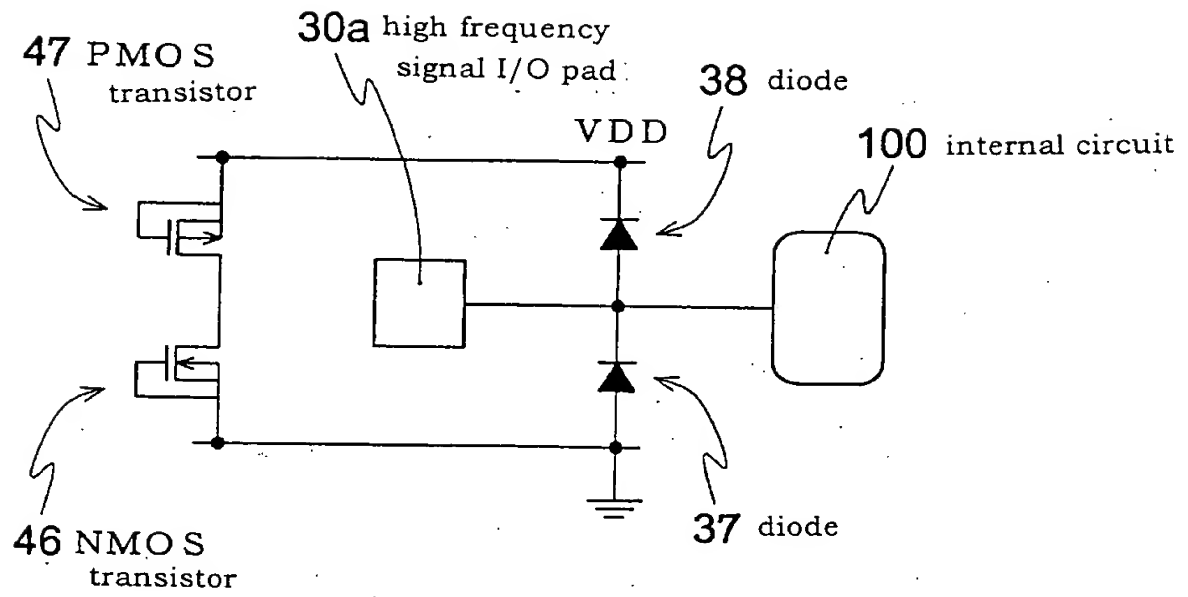 30a high frequency
signal I/O pad
47 PMOS
transistor
38 diode
VDD
100 internal circuit
37 diode
46 NMOS
transistor